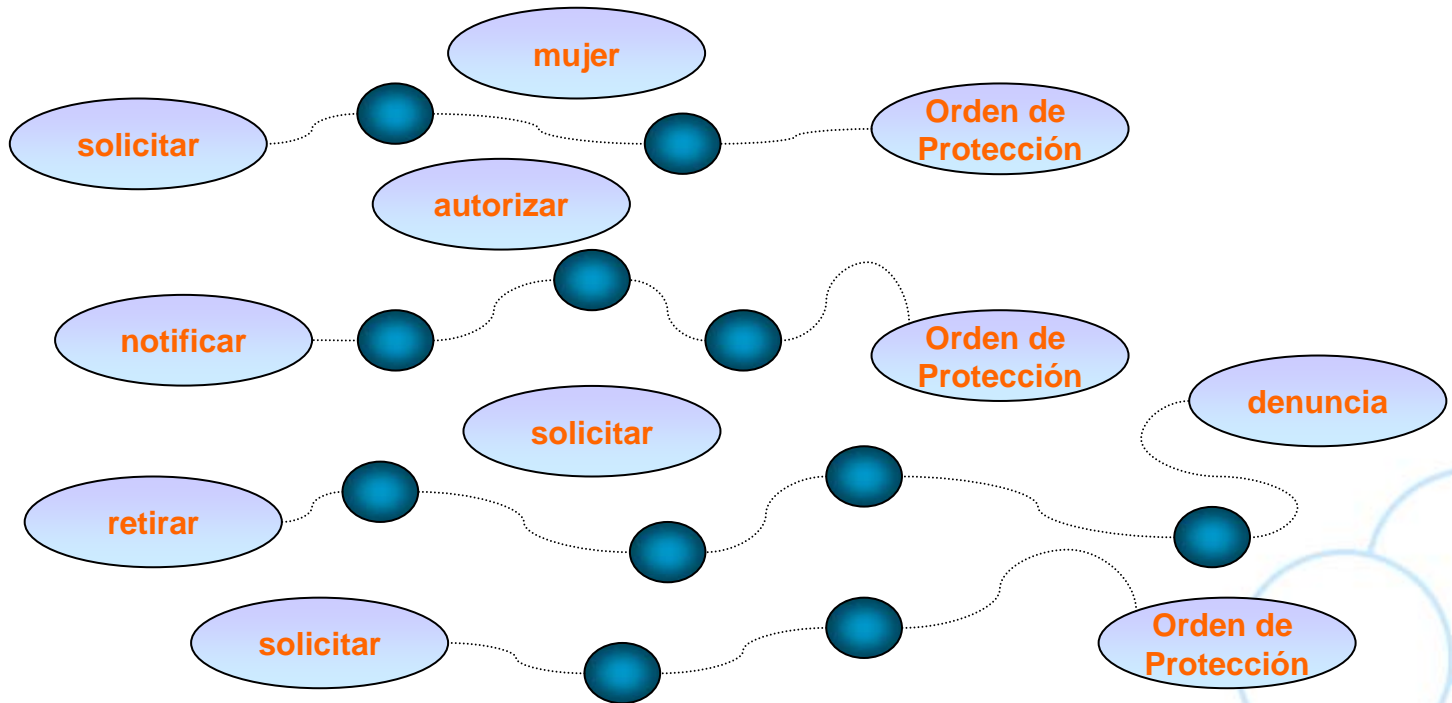 mujer
solicitar
Orden de
Protección
autorizar
notificar
Orden de
Protección
denuncia
solicitar
retirar
solicitar
Orden de
Protección